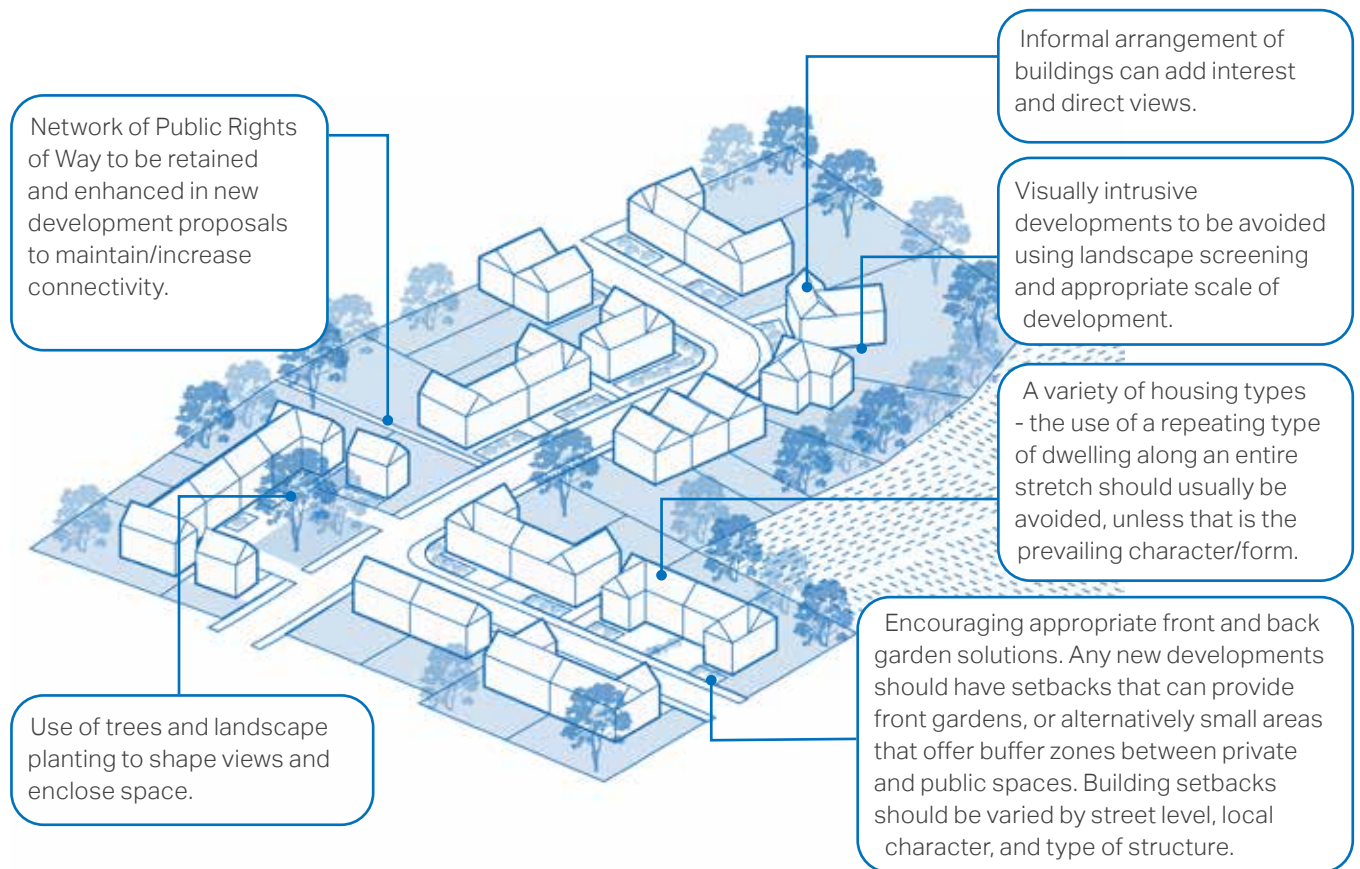 Network of Public Rights
of Way to be retained
and enhanced in new
development proposals
to maintain/increase
connectivity.
Use of trees and landscape
planting to shape views and
enclose space.
Informal arrangement of
buildings can add interest
and direct views.
Visually intrusive
developments to be avoided
using landscape screening
and appropriate scale of
development.
A variety of housing types
- the use of a repeating type
of dwelling along an entire
stretch should usually be
avoided, unless that is the
prevailing character/form.
Encouraging appropriate front and back
garden solutions. Any new developments
should have setbacks that can provide
front gardens, or alternatively small areas
that offer buffer zones between private
and public spaces. Building setbacks
should be varied by street level, local
character, and type of structure.